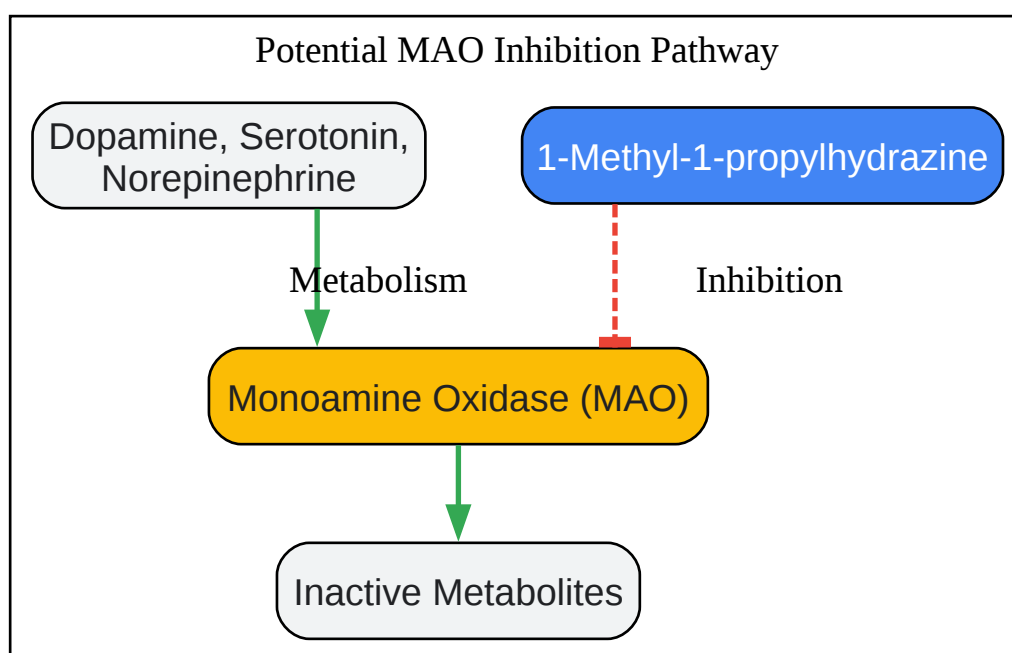 Potential MAO Inhibition Pathway
Dopamine, Serotonin,
Norepinephrine
1-Methyl-1-propylhydrazine
Metabolism
Inhibition
Monoamine Oxidase (MAO)
Inactive Metabolites